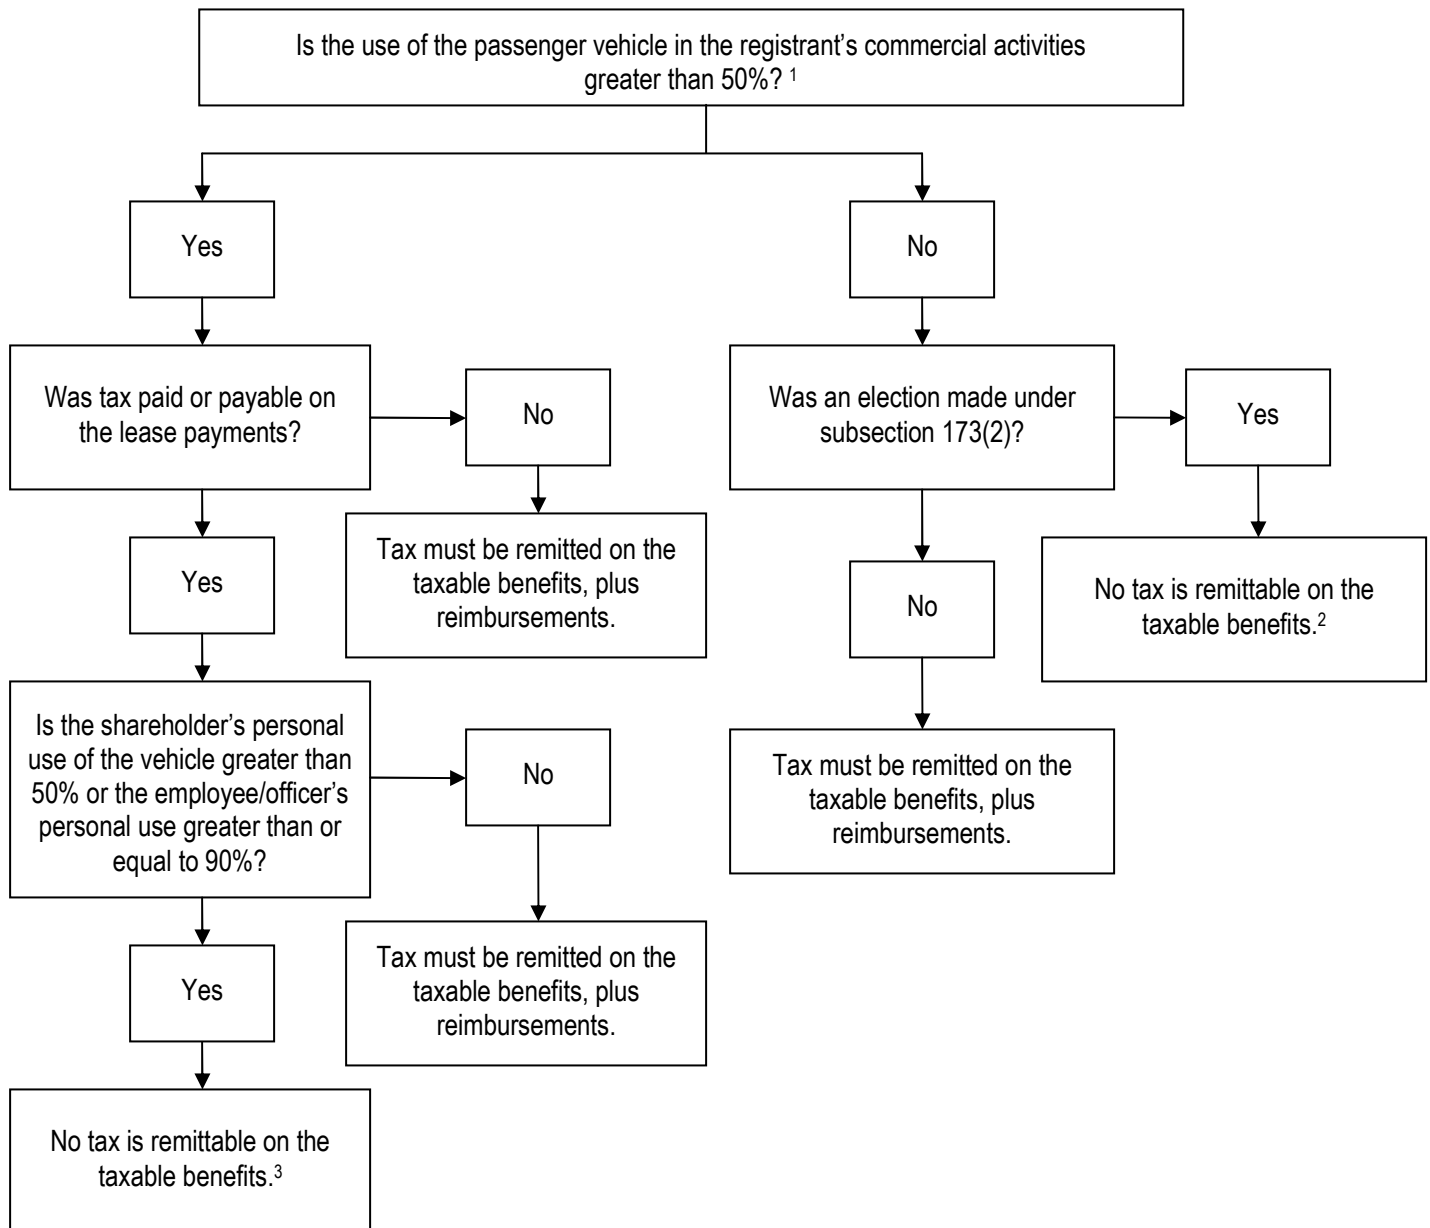 Is the use of the passenger vehicle in the registrant’s commercial activities
greater than 50%? 1
Yes
No
Was tax paid or payable on
the lease payments?
No
Was an election made under
subsection 173(2)?
Yes
Yes
Tax must be remitted on the
taxable benefits, plus
reimbursements.
No
No tax is remittable on the
taxable benefits.2
Is the shareholder’s personal
use of the vehicle greater than
50% or the employee/officer’s
personal use greater than or
equal to 90%?
No
Tax must be remitted on the
taxable benefits, plus
reimbursements.
Yes
Tax must be remitted on the
taxable benefits, plus
reimbursements.
No tax is remittable on the
taxable benefits.3